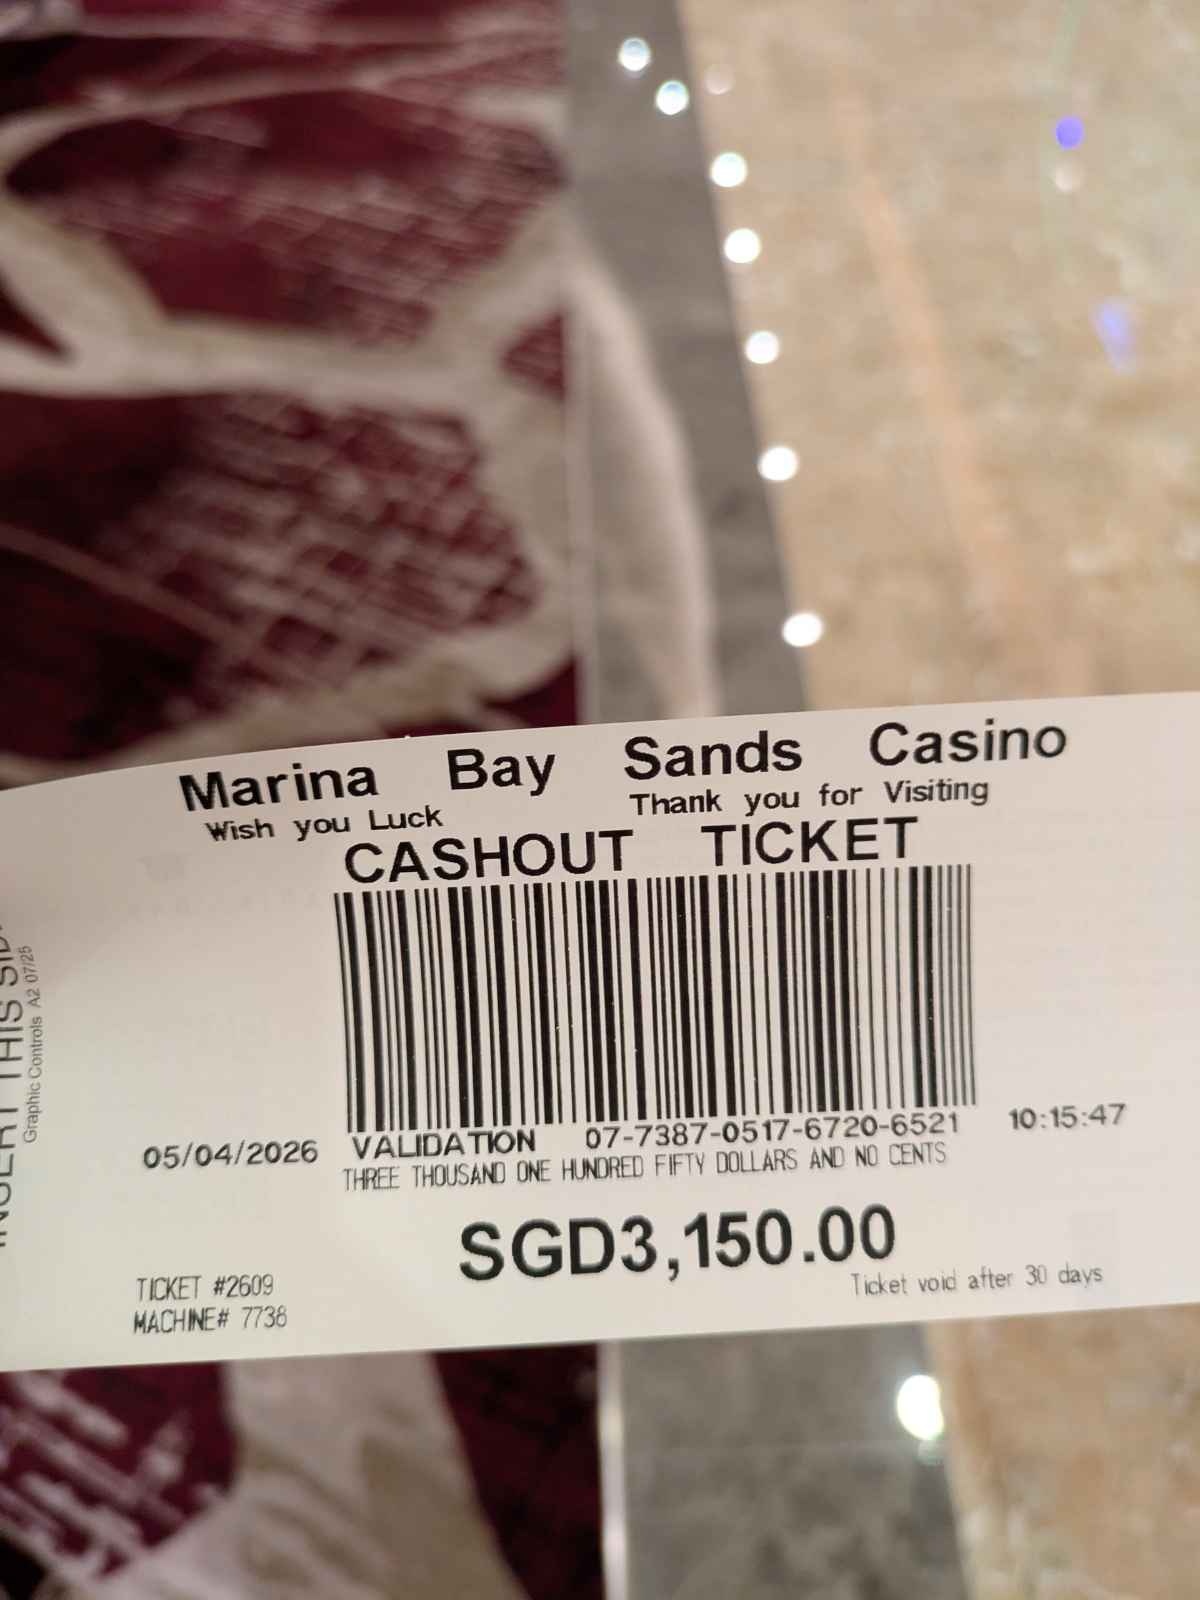 Marina Bay Sands Casino
Wish you Luck Thank you for Visiting
CASHOUT TICKET
05/04/2026 VALIDATION 07-7387-0517-6720-6521 10:15:47
THREE THOUSAND ONE HUNDRED FIFTY DOLLARS AND NO CENTS
SGD3,150.00
TICKET #2609
Ticket void after 30 days
MACHINE# 7738
THIS
Graphic Controls A2 07/25